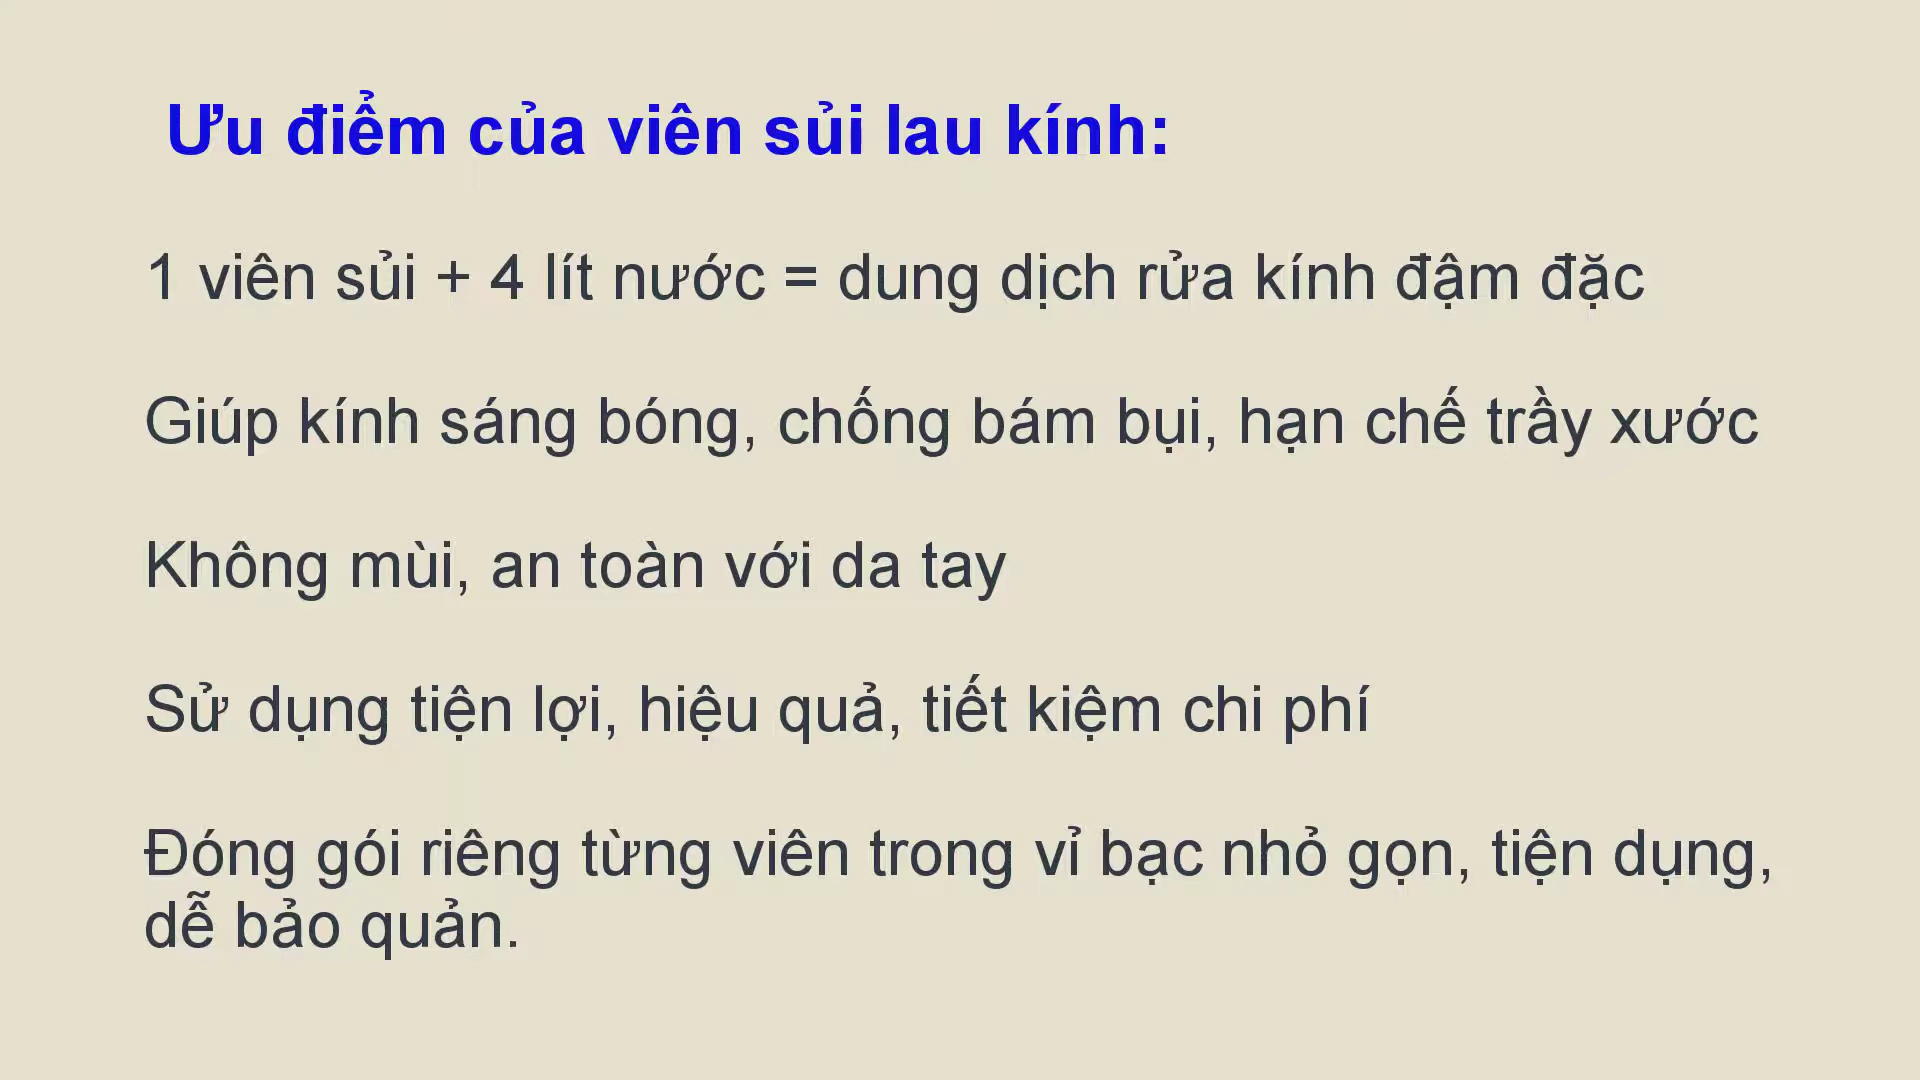 Ưu điểm của viên sủi lau kính:
1 viên sủi + 4 lít nước = dung dịch rửa kính đậm đặc
Giúp kính sáng bóng, chống bám bụi, hạn chế trầy xước
Không mùi, an toàn với da tay
Sử dụng tiện lợi, hiệu quả, tiết kiệm chi phí
Đóng gói riêng từng viên trong vỉ bạc nhỏ gọn, tiện dụng,
dễ bảo quản.